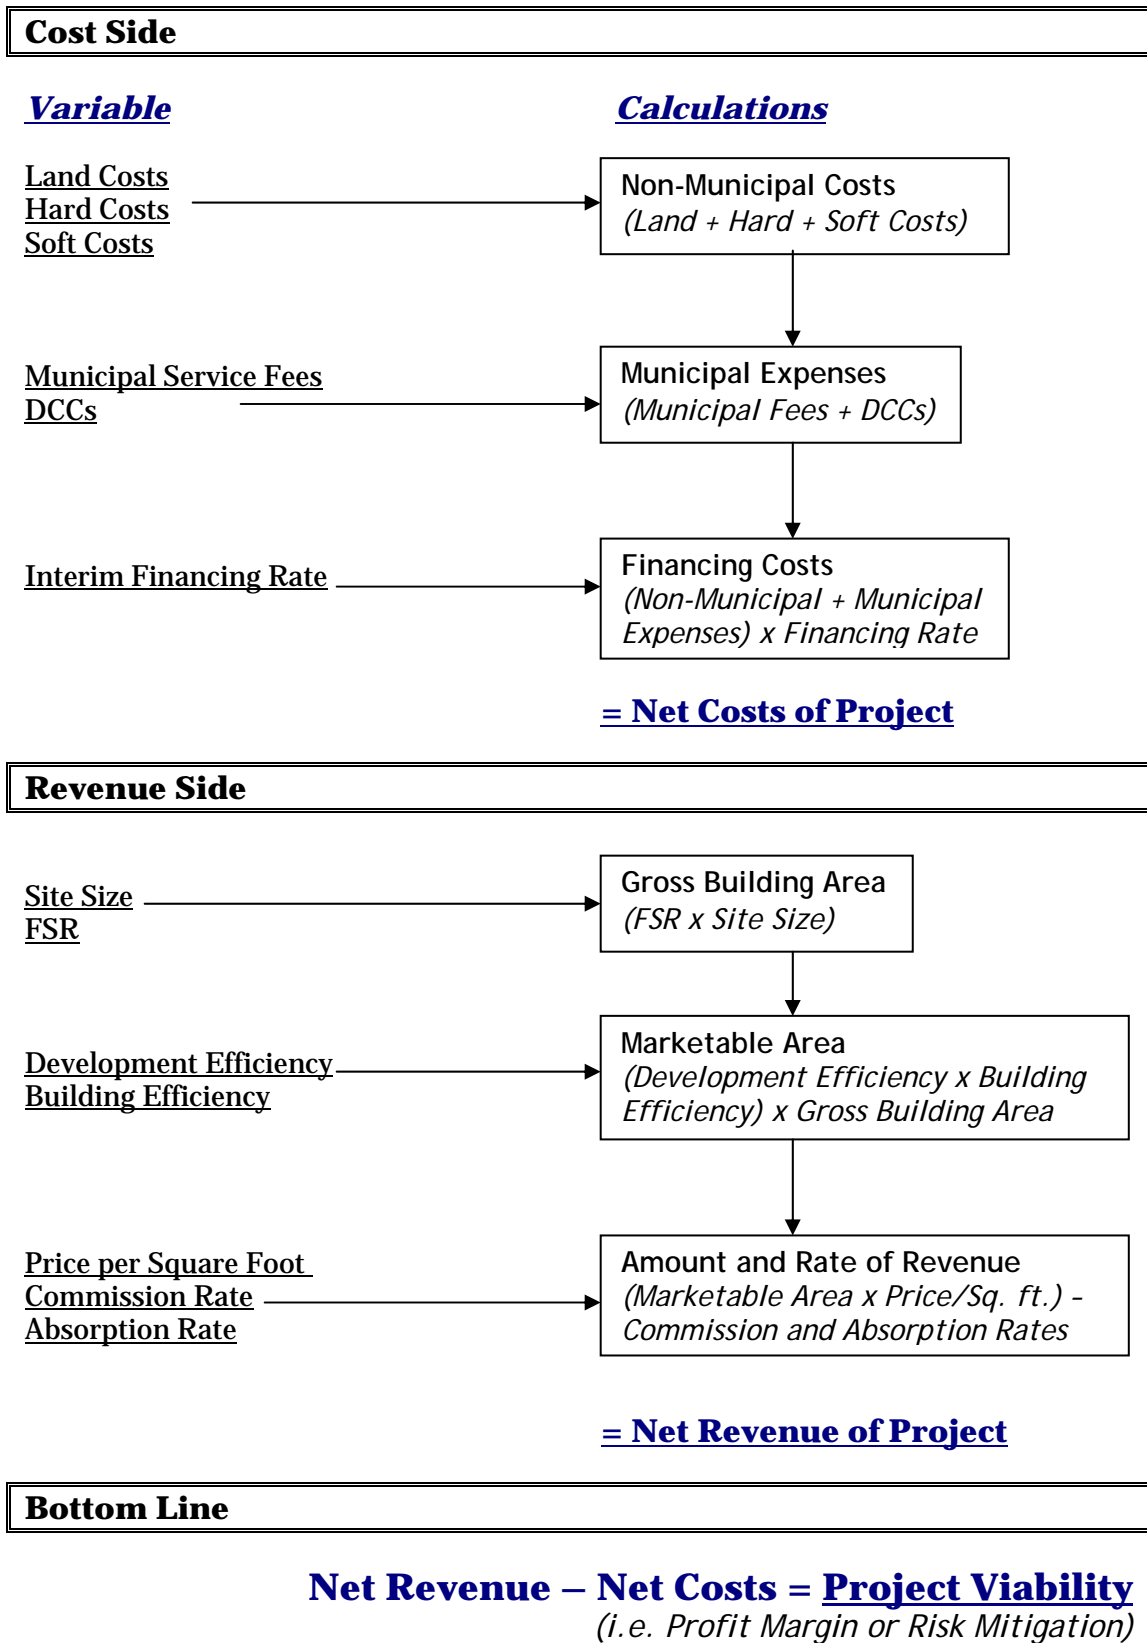 Cost Side
Variable
Calculations
Land Costs
Hard Costs
Soft Costs
Non-Municipal Costs
(Land + Hard + Soft Costs)
Municipal Service Fees
DCCs
Municipal Expenses
(Municipal Fees + DCCs)
Interim Financing Rate
Financing Costs
(Non-Municipal + Municipal
Expenses) x Financing Rate
= Net Costs of Project
Revenue Side
Site Size
FSR
Gross Building Area
(FSR x Site Size)
Development Efficiency
Building Efficiency
Marketable Area
(Development Efficiency x Building
Efficiency) x Gross Building Area
Price per Square Foot
Commission Rate
Absorption Rate
Amount and Rate of Revenue
(Marketable Area x Price/Sq. ft.) –
Commission and Absorption Rates
= Net Revenue of Project
Bottom Line
Net Revenue – Net Costs = Project Viability
(i.e. Profit Margin or Risk Mitigation)